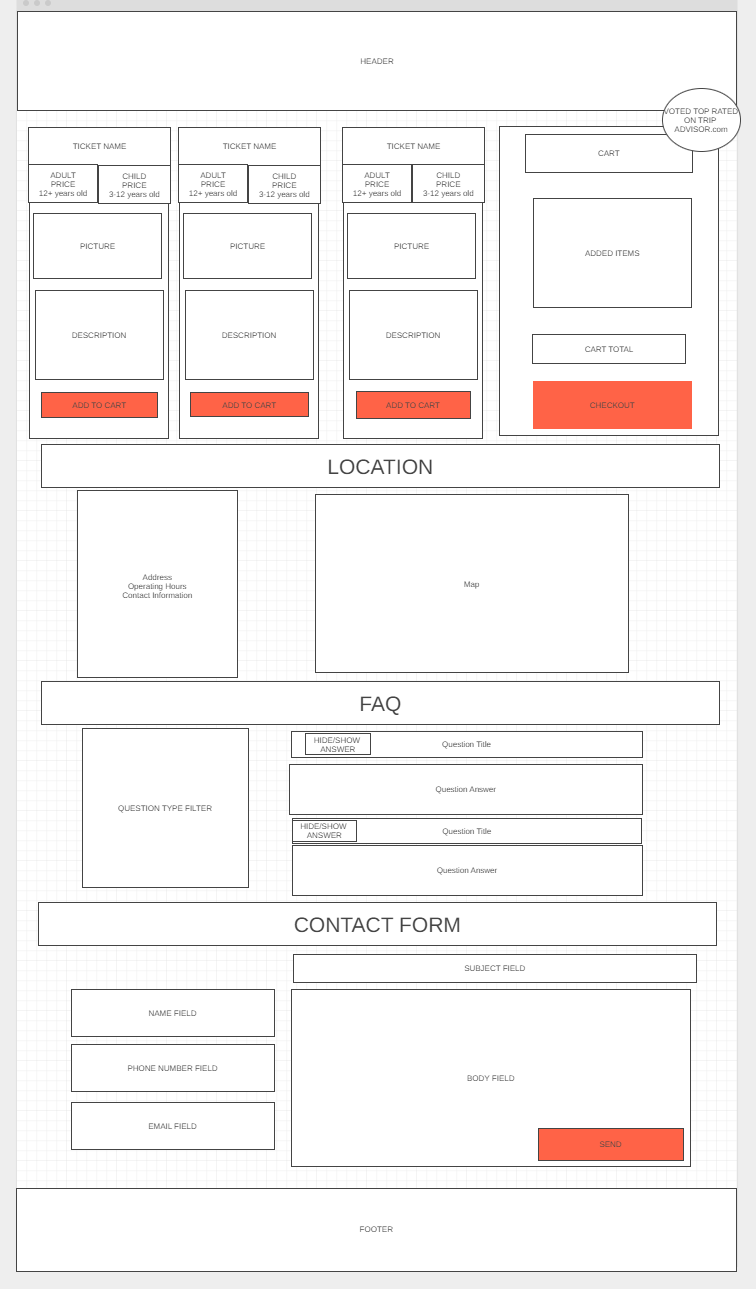 HEADER
VOTED TOP RATED
ON TRIP
ADVISOR.com
TICKET NAME
ADULT
PRICE
12+ years old
CHILD
PRICE
3-12 years old
PICTURE
DESCRIPTION
ADD TO CART
TICKET NAME
ADULT
PRICE
12+ years old
CHILD
PRICE
3-12 years old
PICTURE
DESCRIPTION
ADD TO CART
TICKET NAME
ADULT
PRICE
12+ years old
CHILD
PRICE
3-12 years old
PICTURE
DESCRIPTION
ADD TO CART
CART
ADDED ITEMS
CART TOTAL
CHECKOUT
LOCATION
Address
Operating Hours
Contact Information
Map
FAQ
QUESTION TYPE FILTER
HIDE/SHOW
ANSWER
Question Title
Question Answer
HIDE/SHOW
ANSWER
Question Title
Question Answer
CONTACT FORM
NAME FIELD
PHONE NUMBER FIELD
EMAIL FIELD
SUBJECT FIELD
BODY FIELD
SEND
FOOTER